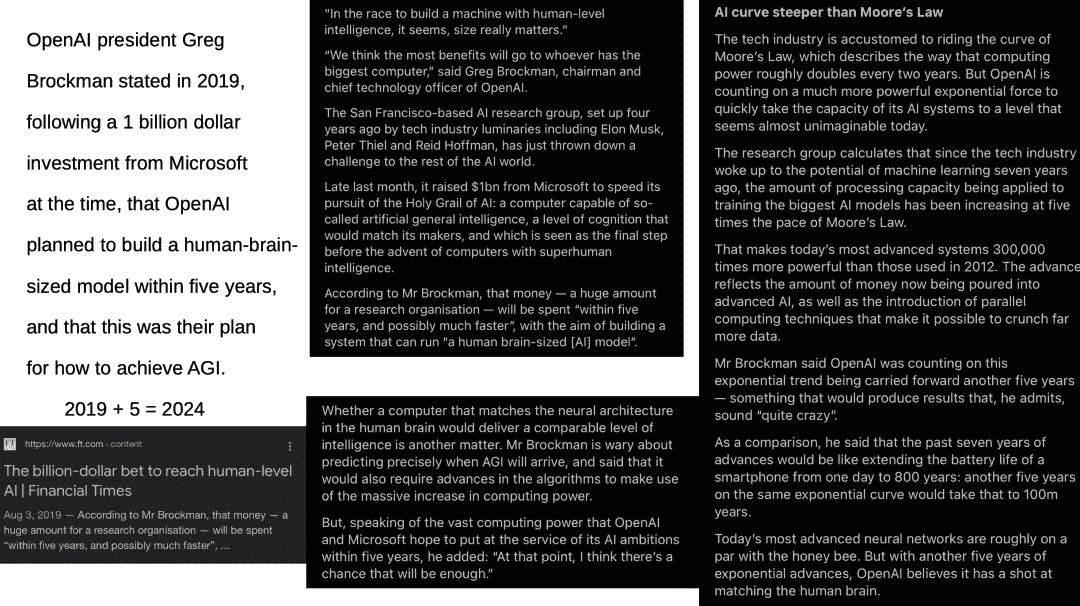 OpenAI president Greg
Brockman stated in 2019,
following a 1 billion dollar
investment from Microsoft
at the time, that OpenAI
planned to build a human-brain-
sized model within five years,
and that this was their plan
for how to achieve AGI.
2019 + 5 = 2024
https://www.ft.com › content
The billion-dollar bet to reach human-level
AI | Financial Times
Aug 3, 2019 — According to Mr Brockman, that money — a
huge amount for a research organisation — will be spent
“within five years, and possibly much faster”, ...
"In the race to build a machine with human-level
intelligence, it seems, size really matters."
“We think the most benefits will go to whoever has the
biggest computer,” said Greg Brockman, chairman and
chief technology officer of OpenAI.
The San Francisco-based AI research group, set up four
years ago by tech industry luminaries including Elon Musk,
Peter Thiel and Reid Hoffman, has just thrown down a
challenge to the rest of the AI world.
Late last month, it raised $1bn from Microsoft to speed its
pursuit of the Holy Grail of AI: a computer capable of so-
called artificial general intelligence, a level of cognition that
would match its makers, and which is seen as the final step
before the advent of computers with superhuman
intelligence.
According to Mr Brockman, that money — a huge amount
for a research organisation — will be spent “within five
years, and possibly much faster”, with the aim of building a
system that can run “a human brain-sized [AI] model”.
Whether a computer that matches the neural architecture
in the human brain would deliver a comparable level of
intelligence is another matter. Mr Brockman is wary about
predicting precisely when AGI will arrive, and said that it
would also require advances in the algorithms to make use
of the massive increase in computing power.
But, speaking of the vast computing power that OpenAI
and Microsoft hope to put at the service of its AI ambitions
within five years, he added: “At that point, I think there’s a
chance that will be enough.”
AI curve steeper than Moore’s Law
The tech industry is accustomed to riding the curve of
Moore’s Law, which describes the way that computing
power roughly doubles every two years. But OpenAI is
counting on a much more powerful exponential force to
quickly take the capacity of its AI systems to a level that
seems almost unimaginable today.
The research group calculates that since the tech industry
woke up to the potential of machine learning seven years
ago, the amount of processing capacity being applied to
training the biggest AI models has been increasing at five
times the pace of Moore’s Law.
That makes today’s most advanced systems 300,000
times more powerful than those used in 2012. The advance
reflects the amount of money now being poured into
advanced AI, as well as the introduction of parallel
computing techniques that make it possible to crunch far
more data.
Mr Brockman said OpenAI was counting on this
exponential trend being carried forward another five years
— something that would produce results that, he admits,
sound “quite crazy”.
As a comparison, he said that the past seven years of
advances would be like extending the battery life of a
smartphone from one day to 800 years: another five years
on the same exponential curve would take that to 100m
years.
Today’s most advanced neural networks are roughly on a
par with the honey bee. But with another five years of
exponential advances, OpenAI believes it has a shot at
matching the human brain.